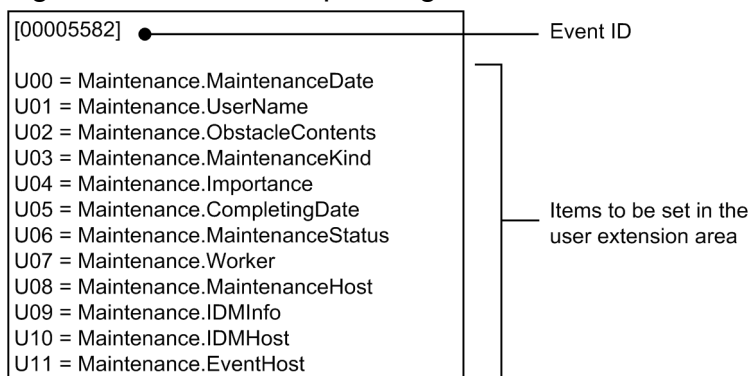 [00005582]
Event ID
U00 = Maintenance.MaintenanceDate
U01 = Maintenance.UserName
U02 = Maintenance.ObstacleContents
U03 = Maintenance.MaintenanceKind
U04 = Maintenance.Importance
U05 = Maintenance.CompletingDate
U06 = Maintenance.MaintenanceStatus
U07 = Maintenance.Worker
U08 = Maintenance.MaintenanceHost
U09 = Maintenance.IDMInfo
U10 = Maintenance.IDMHost
U11 = Maintenance.EventHost
Items to be set in the
user extension area